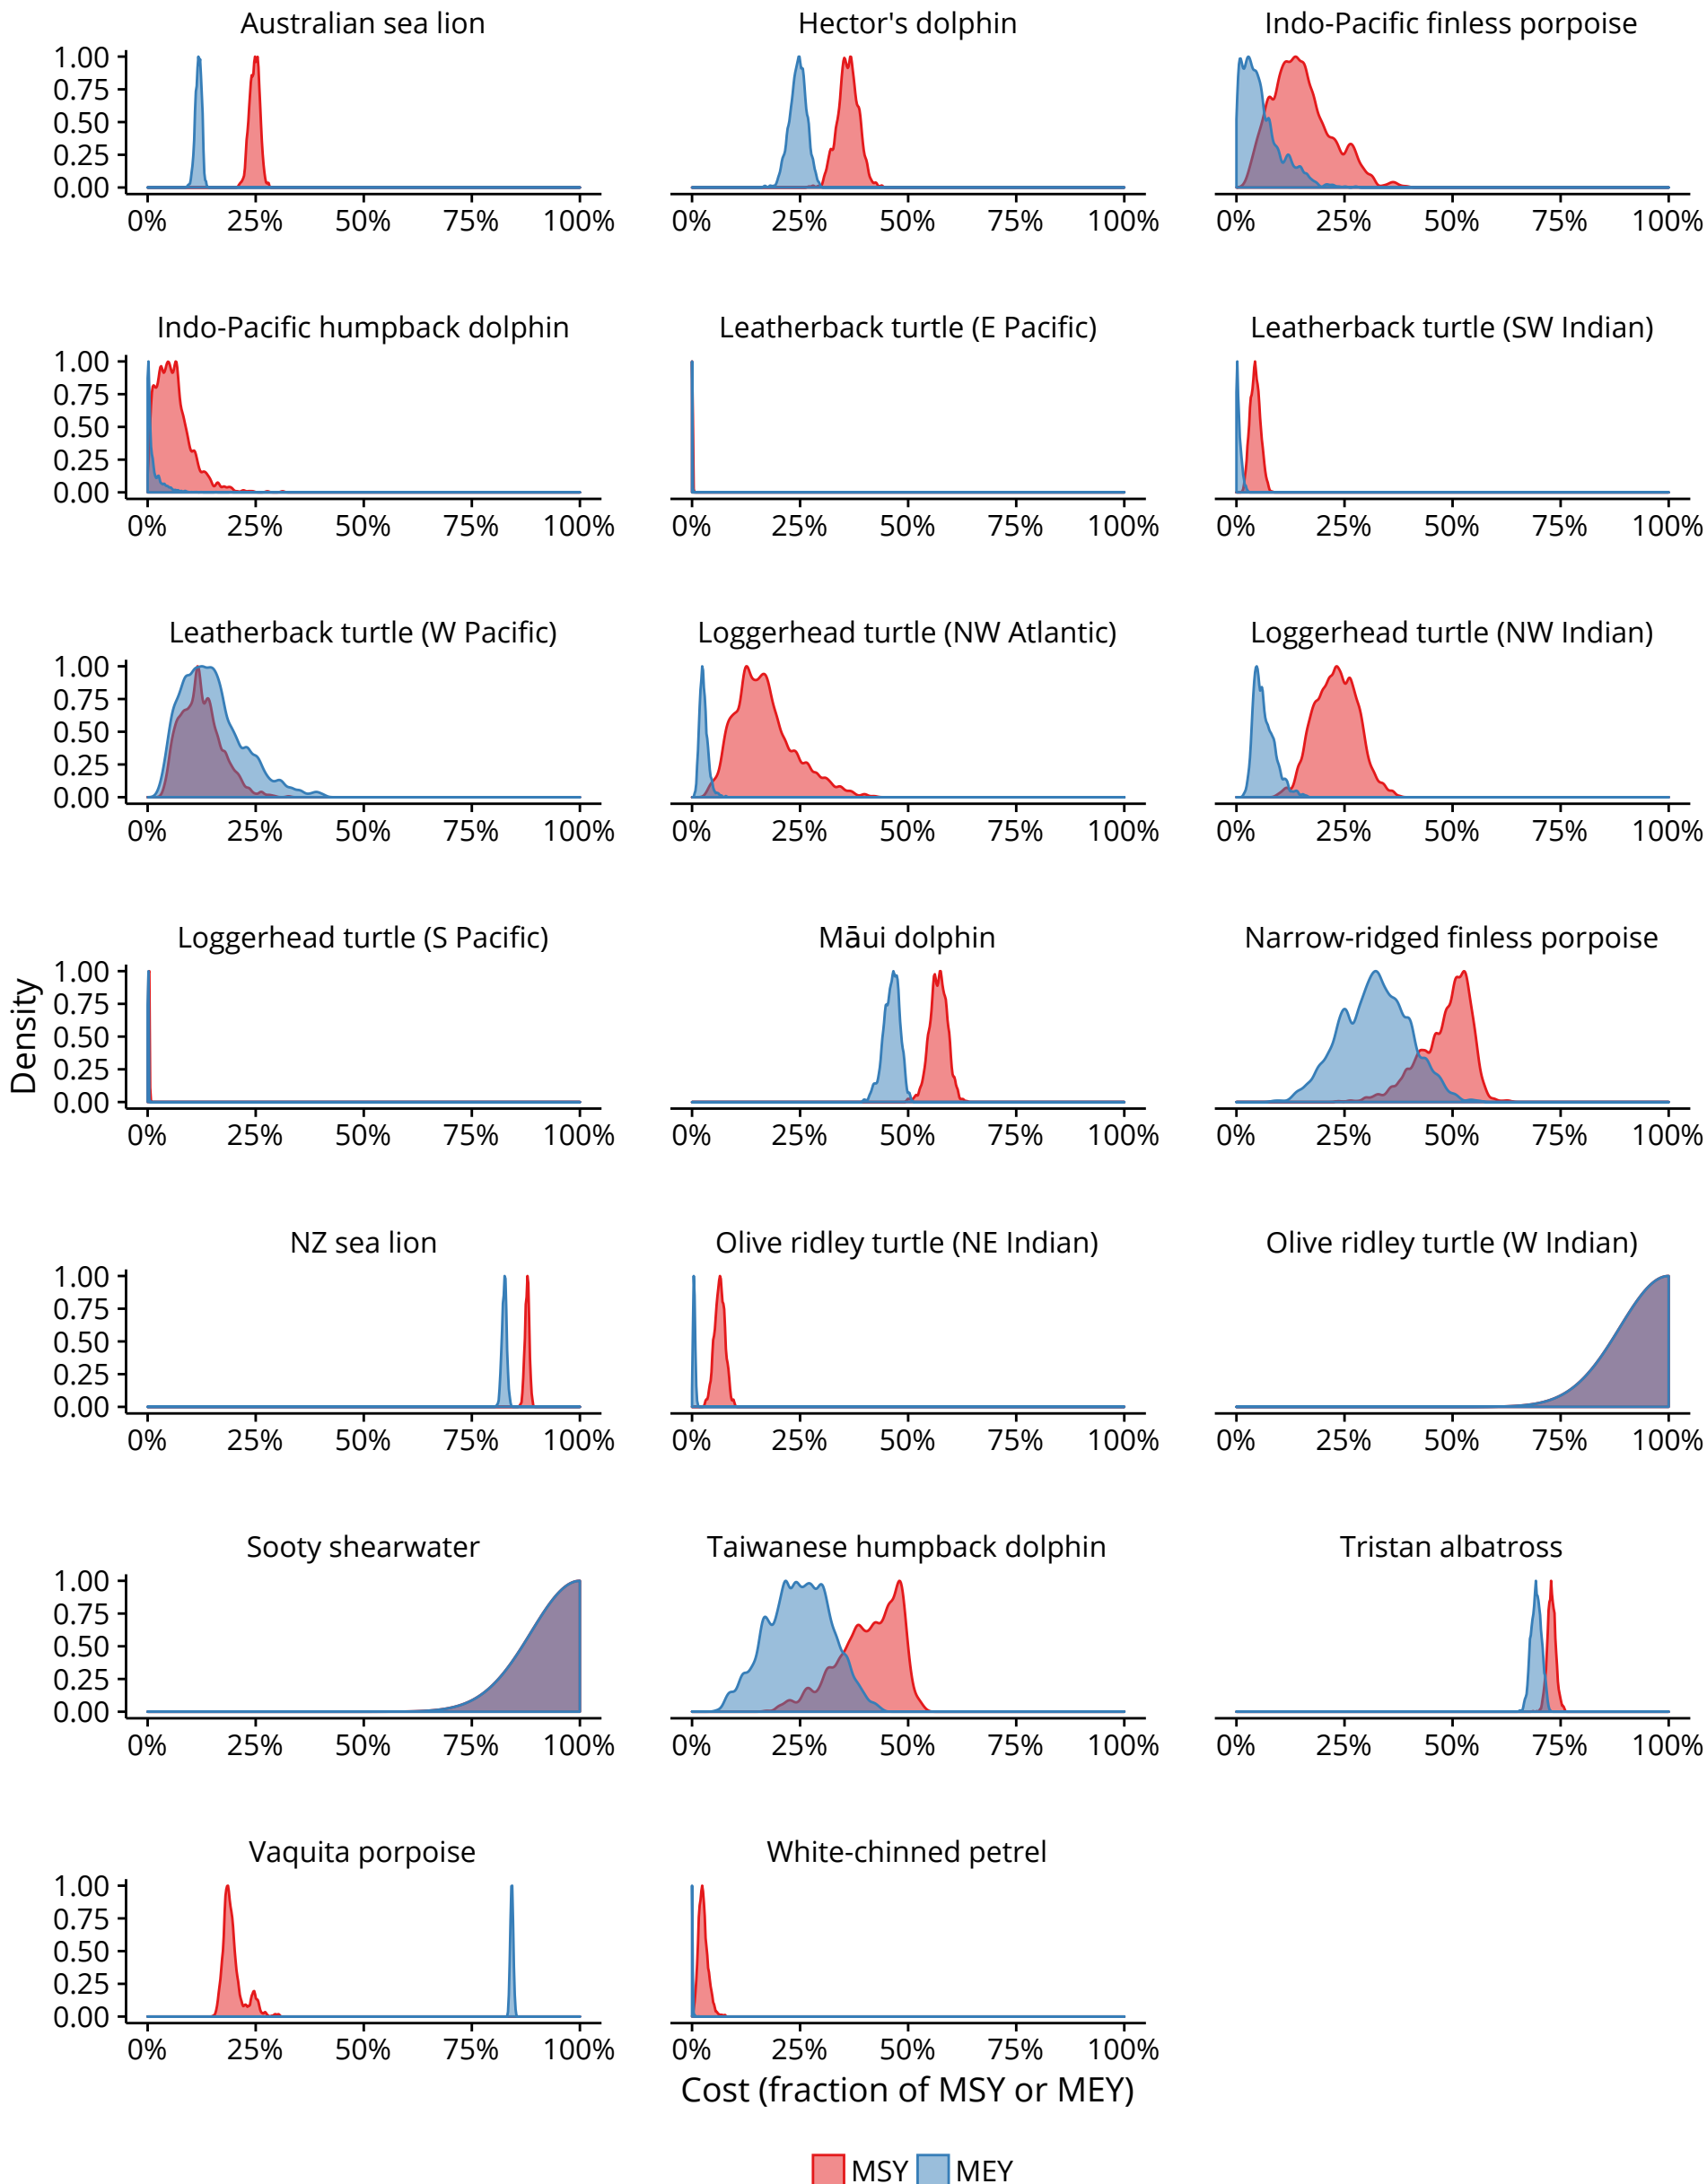 Australian sea lion Hector's dolphin Indo-Pacific finless porpoise
1.00
0.75
0.50
0.25
0.00
0% 25% 50% 75% 100% 0% 25% 50% 75% 100% 0% 25% 50% 75% 100%
Indo-Pacific humpback dolphin Leatherback turtle (E Pacific) Leatherback turtle (SW Indian)
1.00
0.75
0.50
0.25
0.00
0% 25% 50% 75% 100% 0% 25% 50% 75% 100% 0% 25% 50% 75% 100%
Leatherback turtle (W Pacific) Loggerhead turtle (NW Atlantic) Loggerhead turtle (NW Indian)
1.00
0.75
0.50
0.25
0.00
0% 25% 50% 75% 100% 0% 25% 50% 75% 100% 0% 25% 50% 75% 100%
Loggerhead turtle (S Pacific) Māui dolphin Narrow-ridged finless porpoise
Density
1.00
0.75
0.50
0.25
0.00
0% 25% 50% 75% 100% 0% 25% 50% 75% 100% 0% 25% 50% 75% 100%
NZ sea lion Olive ridley turtle (NE Indian) Olive ridley turtle (W Indian)
1.00
0.75
0.50
0.25
0.00
0% 25% 50% 75% 100% 0% 25% 50% 75% 100% 0% 25% 50% 75% 100%
Sooty shearwater Taiwanese humpback dolphin Tristan albatross
1.00
0.75
0.50
0.25
0.00
0% 25% 50% 75% 100% 0% 25% 50% 75% 100% 0% 25% 50% 75% 100%
Vaquita porpoise White-chinned petrel
1.00
0.75
0.50
0.25
0.00
0% 25% 50% 75% 100% 0% 25% 50% 75% 100%
Cost (fraction of MSY or MEY)
MSY MEY